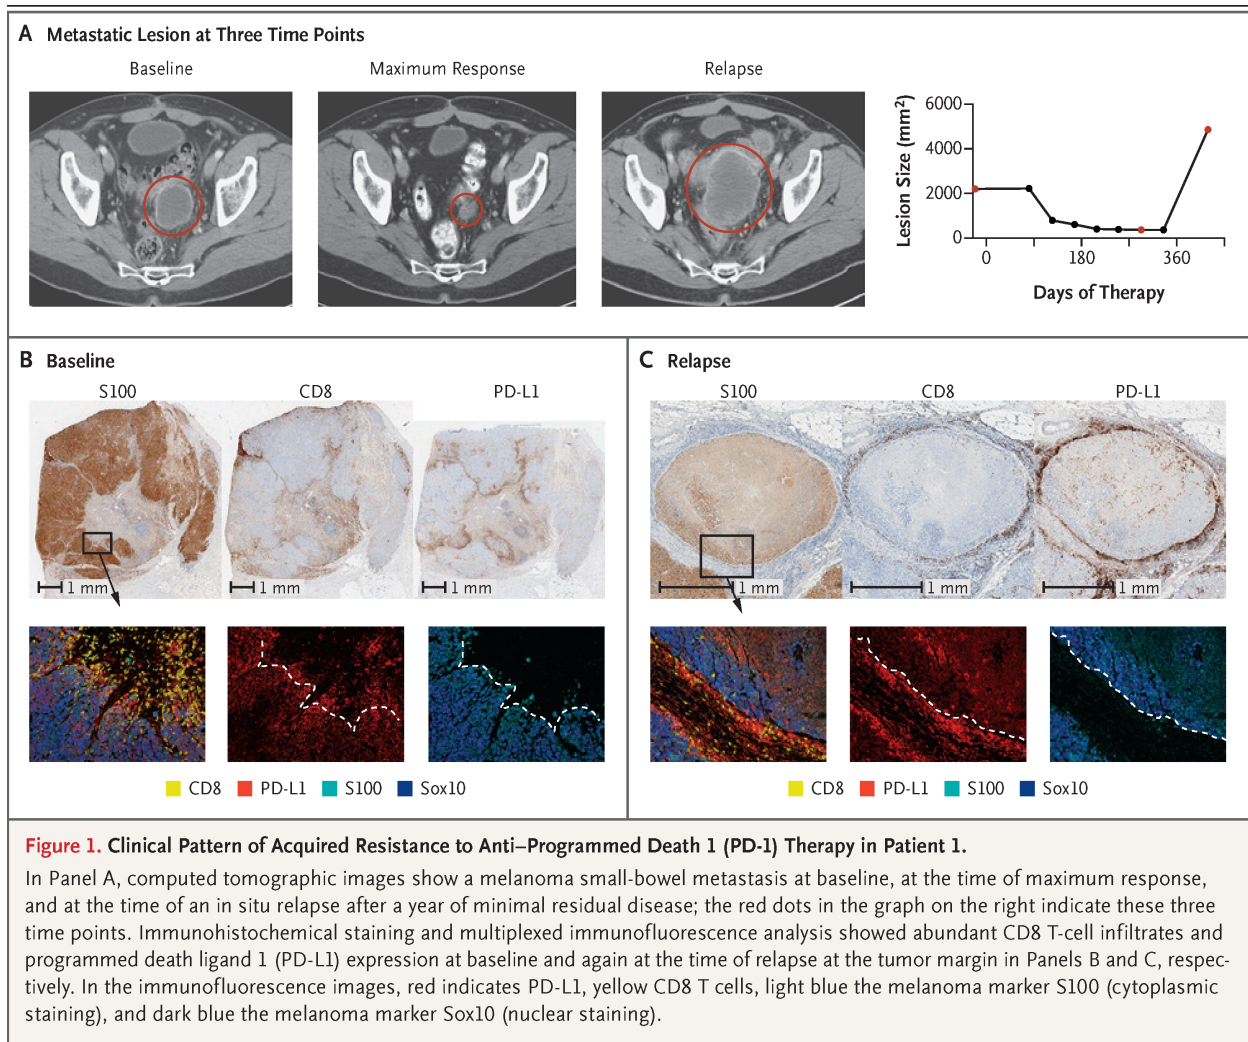 A Metastatic Lesion at Three Time Points
Baseline
Maximum Response
Relapse
Lesion Size (mm²)
6000
4000
2000
0
0
180
360
Days of Therapy
B Baseline
S100
CD8
PD-L1
1 mm
1 mm
1 mm
CD8
PD-L1
S100
Sox10
C Relapse
S100
CD8
PD-L1
1 mm
1 mm
1 mm
CD8
PD-L1
S100
Sox10
Figure 1. Clinical Pattern of Acquired Resistance to Anti–Programmed Death 1 (PD-1) Therapy in Patient 1.
In Panel A, computed tomographic images show a melanoma small-bowel metastasis at baseline, at the time of maximum response,
and at the time of an in situ relapse after a year of minimal residual disease; the red dots in the graph on the right indicate these three
time points. Immunohistochemical staining and multiplexed immunofluorescence analysis showed abundant CD8 T-cell infiltrates and
programmed death ligand 1 (PD-L1) expression at baseline and again at the time of relapse at the tumor margin in Panels B and C, respec-
tively. In the immunofluorescence images, red indicates PD-L1, yellow CD8 T cells, light blue the melanoma marker S100 (cytoplasmic
staining), and dark blue the melanoma marker Sox10 (nuclear staining).